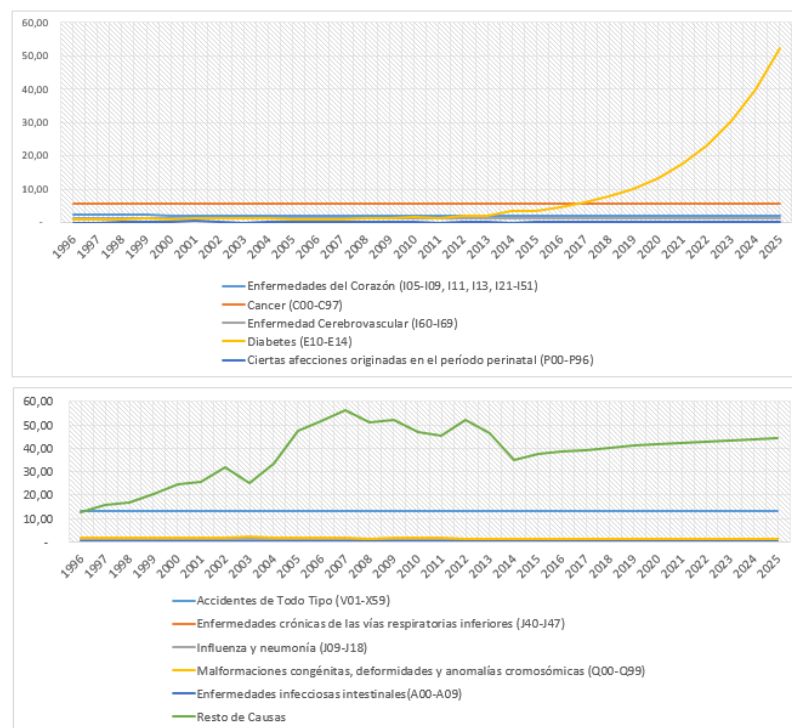 60,00
50,00
40,00
30,00
20,00
10,00
-
1996 1997 1998 1999 2000 2001 2002 2003 2004 2005 2006 2007 2008 2009 2010 2011 2012 2013 2014 2015 2016 2017 2018 2019 2020 2021 2022 2023 2024 2025
Enfermedades del Corazón (I05-I09, I11, I13, I21-I51)
Cancer (C00-C97)
Enfermedad Cerebrovascular (I60-I69)
Diabetes (E10-E14)
Ciertas afecciones originadas en el período perinatal (P00-P96)
60,00
50,00
40,00
30,00
20,00
10,00
-
1996 1997 1998 1999 2000 2001 2002 2003 2004 2005 2006 2007 2008 2009 2010 2011 2012 2013 2014 2015 2016 2017 2018 2019 2020 2021 2022 2023 2024 2025
Accidentes de Todo Tipo (V01-X59)
Enfermedades crónicas de las vías respiratorias inferiores (J40-J47)
Influenza y neumonía (J09-J18)
Malformaciones congénitas, deformidades y anomalías cromosómicas (Q00-Q99)
Enfermedades infecciosas intestinales(A00-A09)
Resto de Causas